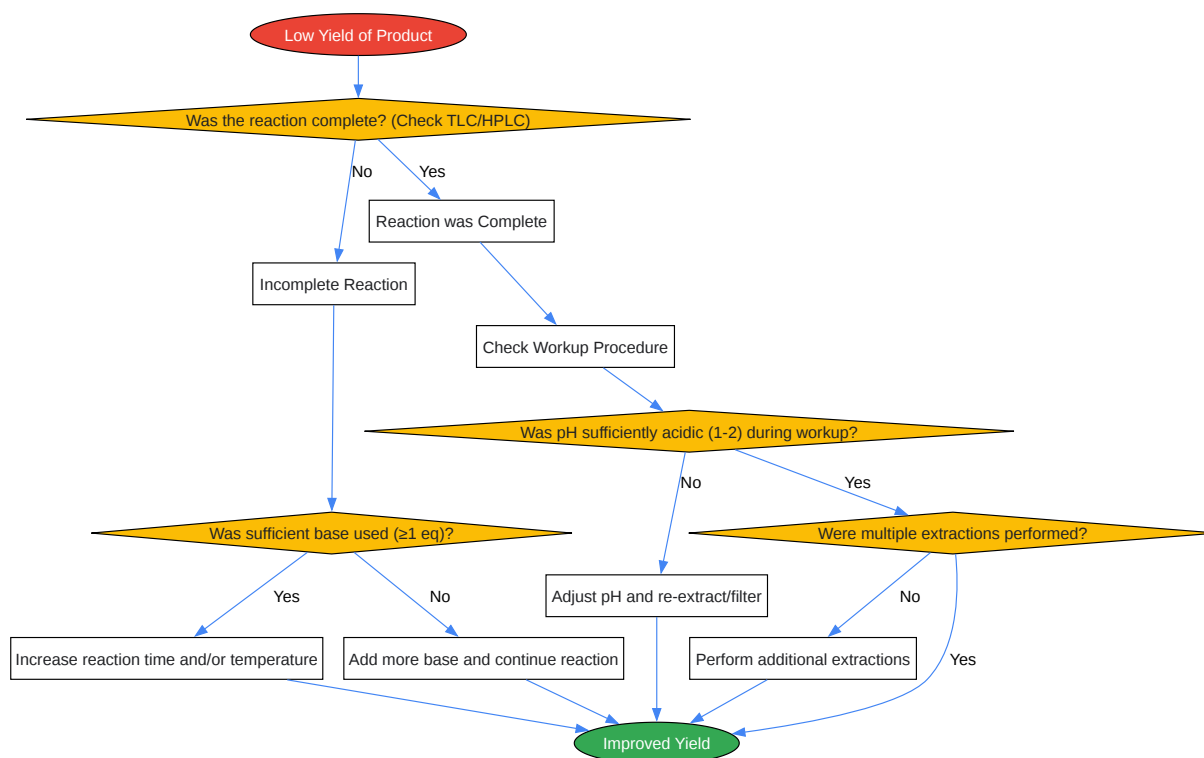 Low Yield of Product
Was the reaction complete? (Check TLC/HPLC)
No
Yes
Reaction was Complete
Incomplete Reaction
Check Workup Procedure
Was pH sufficiently acidic (1-2) during workup?
No
Yes
Was sufficient base used (≥1 eq)?
Were multiple extractions performed?
Yes
No
Adjust pH and re-extract/filter
No
Increase reaction time and/or temperature
Add more base and continue reaction
Perform additional extractions
Yes
Improved Yield